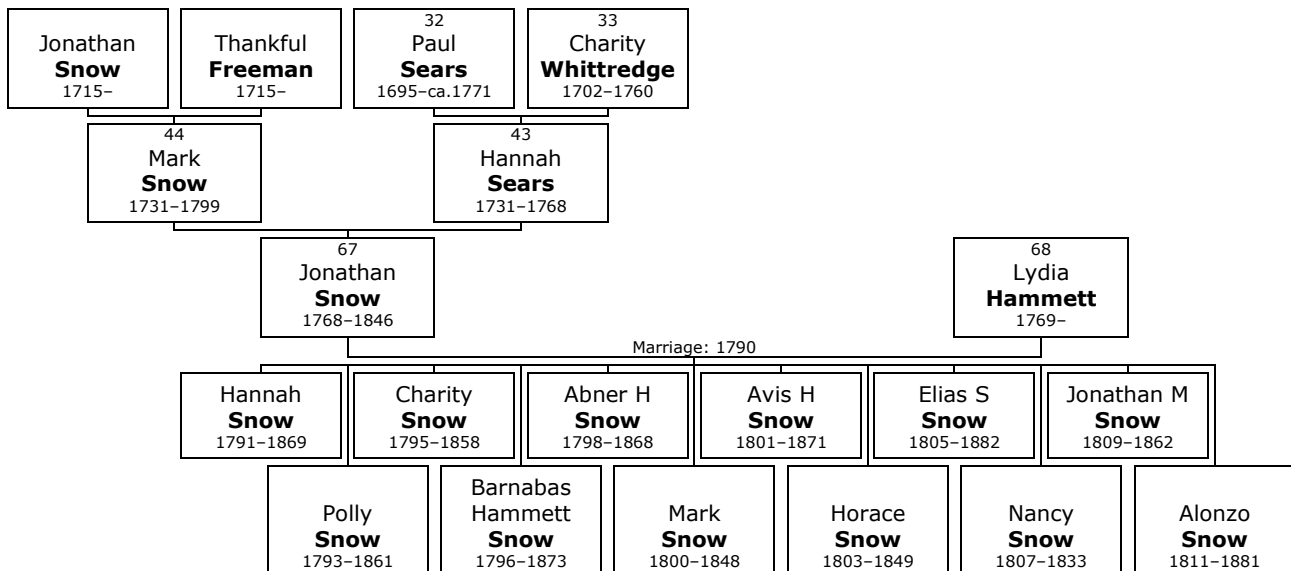 Jonathan
Snow
1715–
Thankful
Freeman
1715–
32
Paul
Sears
1695–ca.1771
33
Charity
Whittredge
1702–1760
44
Mark
Snow
1731–1799
43
Hannah
Sears
1731–1768
67
Jonathan
Snow
1768–1846
68
Lydia
Hammett
1769–
Marriage: 1790
Hannah
Snow
1791–1869
Charity
Snow
1795–1858
Abner H
Snow
1798–1868
Avis H
Snow
1801–1871
Elias S
Snow
1805–1882
Jonathan M
Snow
1809–1862
Polly
Snow
1793–1861
Barnabas
Hammett
Snow
1796–1873
Mark
Snow
1800–1848
Horace
Snow
1803–1849
Nancy
Snow
1807–1833
Alonzo
Snow
1811–1881